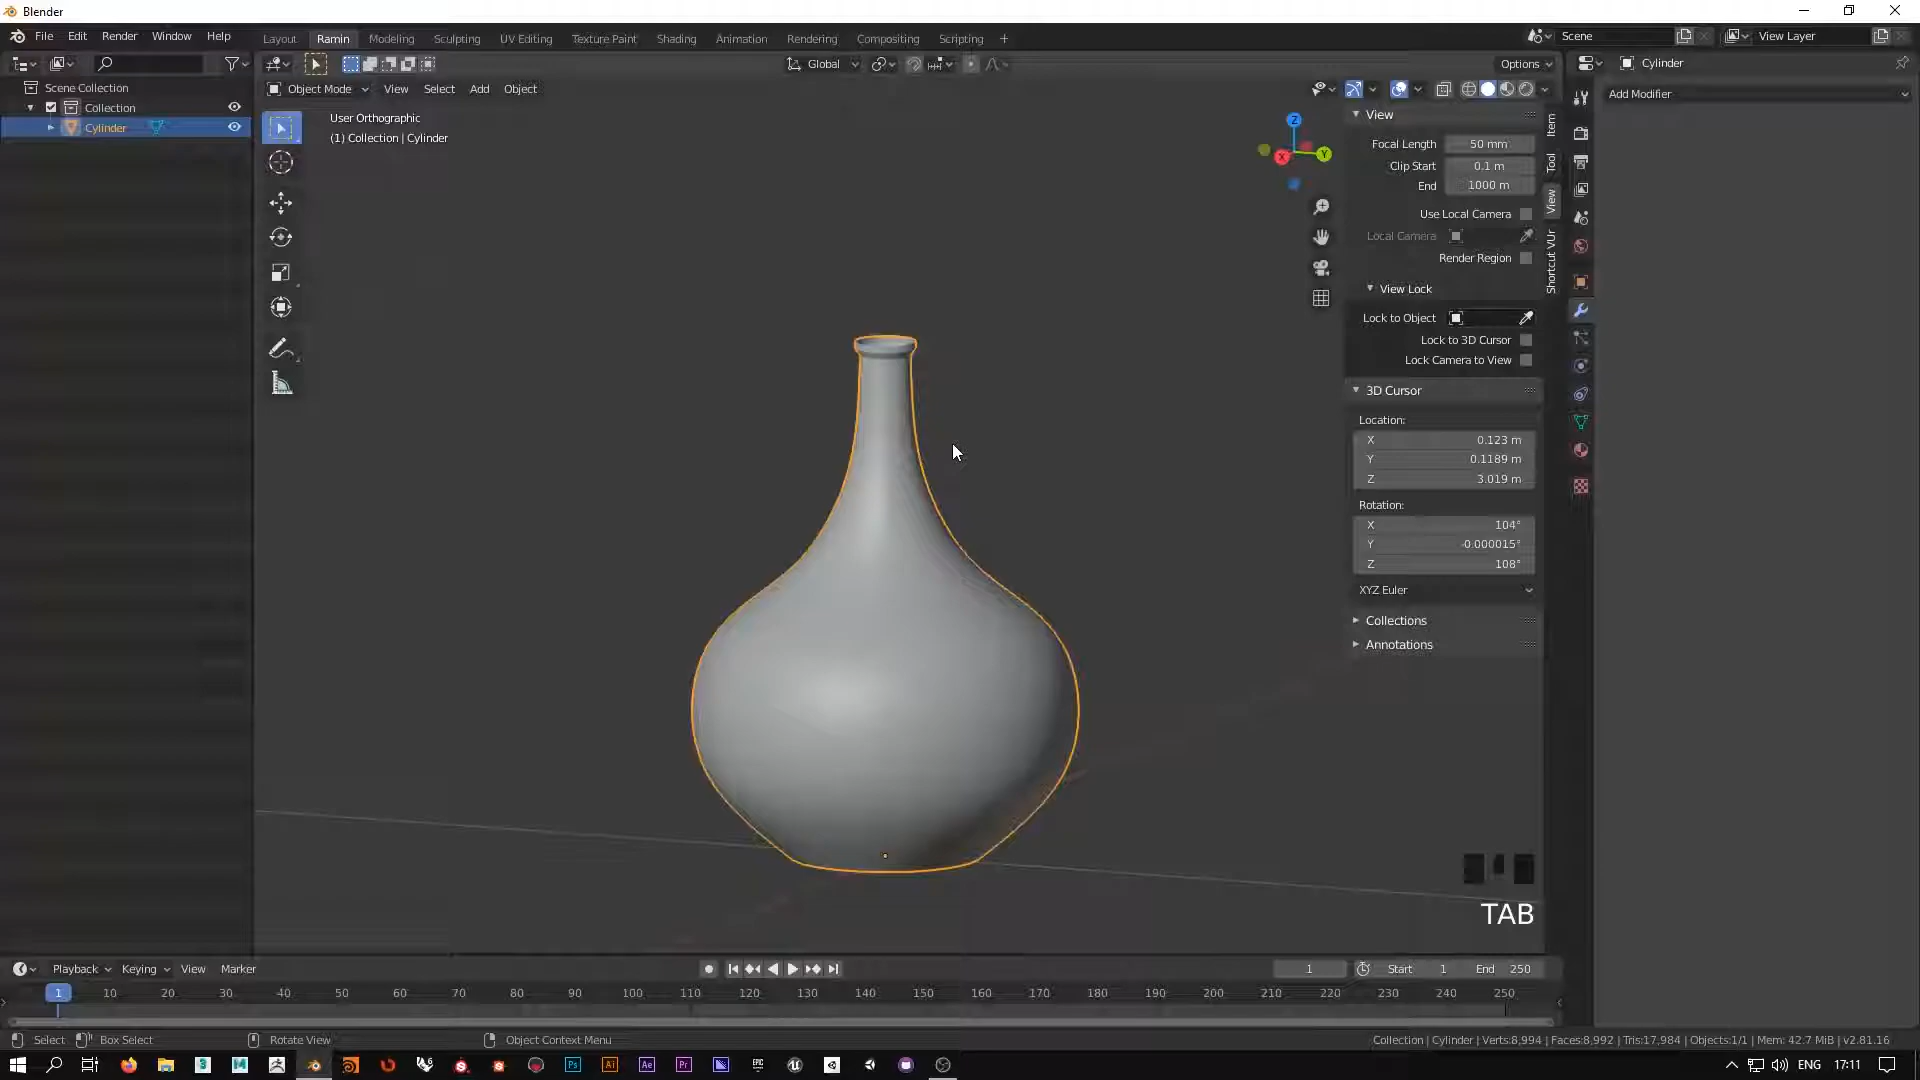 Blender
File Edit Render Window Help
Layout Ramin Modeling Sculpting UV Editing Texture Paint Shading Animation Rendering Compositing Scripting +
Scene
View Layer
Global
Options
Cylinder
Scene Collection
Object Mode View Select Add Object
Add Modifier
Collection
Cylinder
User Orthographic
(1) Collection | Cylinder
Z
X
Y
View
Focal Length 50 mm
Clip Start 0.1 m
End 1000 m
Use Local Camera
Local Camera
Render Region
View Lock
Lock to Object
Lock to 3D Cursor
Lock Camera to View
3D Cursor
Location:
X 0.123 m
Y 0.1189 m
Z 3.019 m
Rotation:
X 104°
Y -0.000015°
Z 108°
XYZ Euler
Collections
Annotations
Item
Tool
View
Shortcut VUr
TAB
Playback Keying View Marker
1
Start 1 End 250
1 10 20 30 40 50 60 70 80 90 100 110 120 130 140 150 160 170 180 190 200 210 220 230 240 250
Select Box Select Rotate View Object Context Menu
Collection | Cylinder | Verts:8,994 | Faces:8,992 | Tris:17,984 | Objects:1/1 | Mem: 42.7 MiB | v2.81.16
Ps Ai Ae Pr
EPIC
ENG 17:11